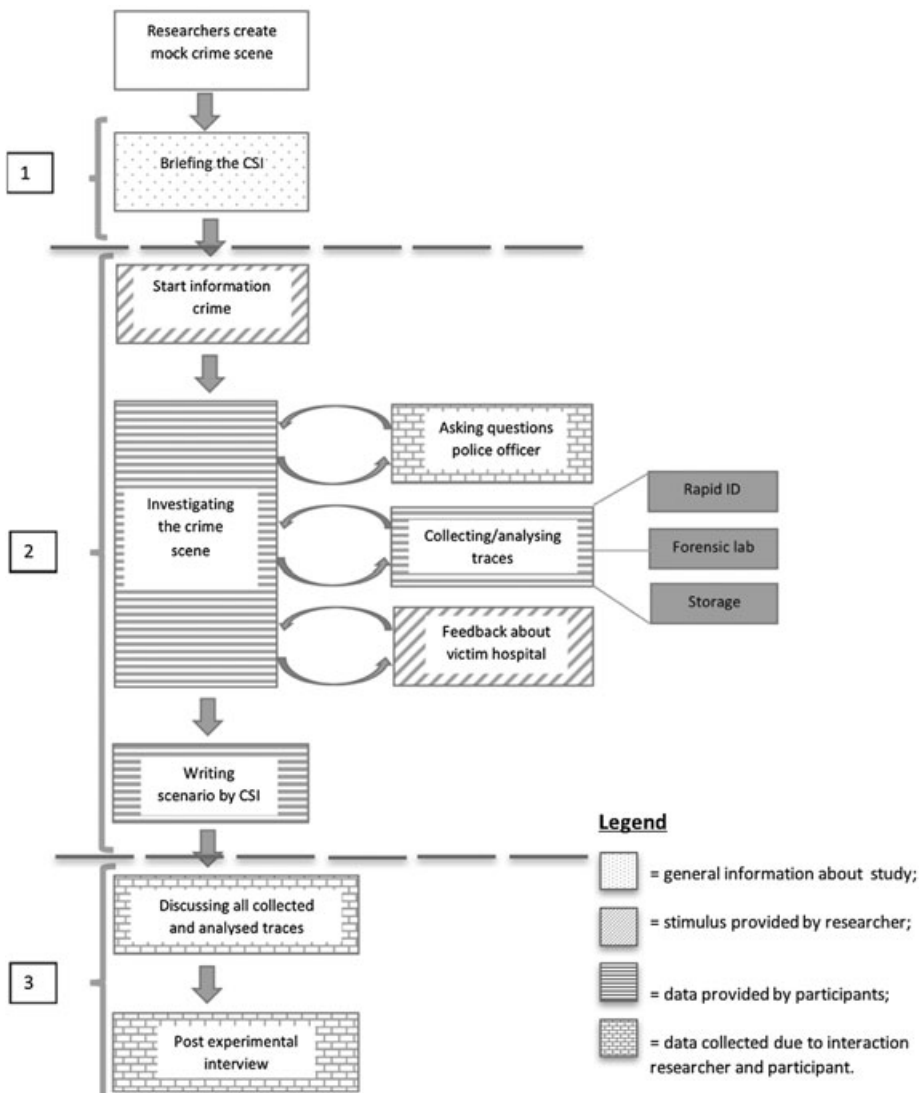 Researchers create
mock crime scene
1
Briefing the CSI
Start information
crime
2
Investigating
the crime
scene
Asking questions
police officer
Collecting/analysing
traces
Rapid ID
Forensic lab
Storage
Feedback about
victim hospital
Writing
scenario by CSI
3
Discussing all collected
and analysed traces
Post experimental
interview
Legend
= general information about study;
= stimulus provided by researcher;
= data provided by participants;
= data collected due to interaction
researcher and participant.